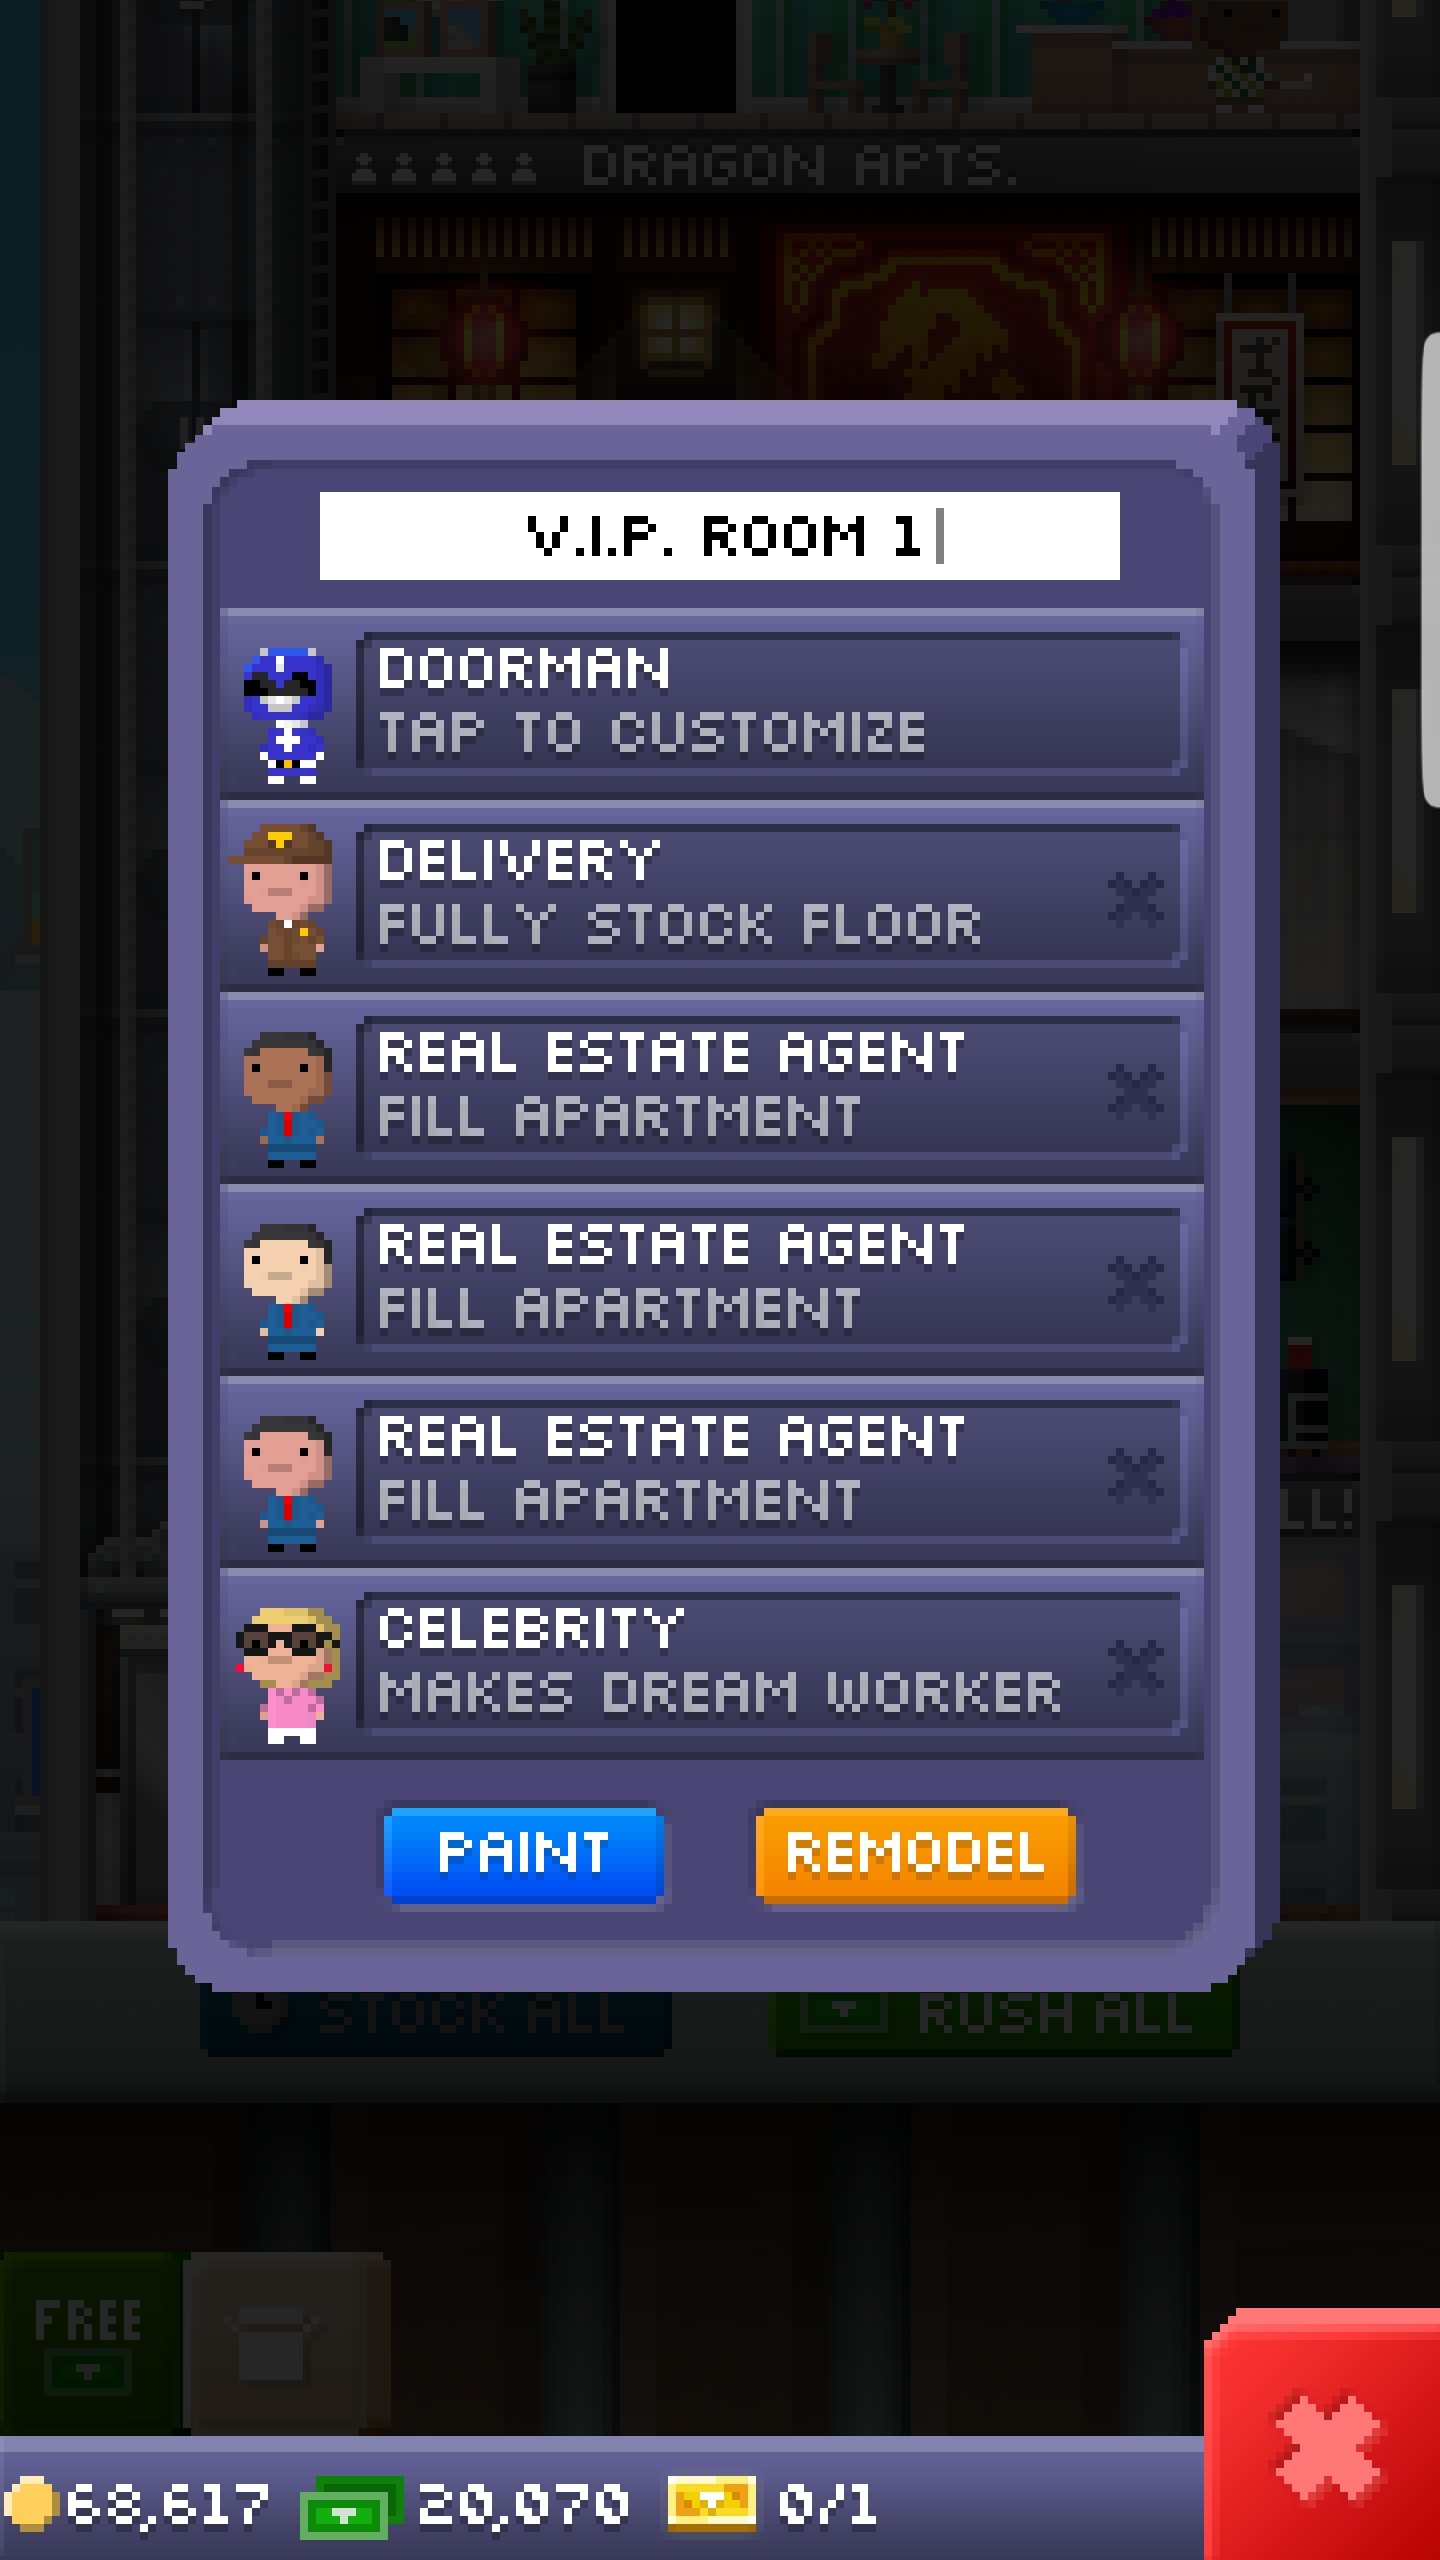 DRAGON APTS.
V.I.P. ROOM 1
DOORMAN
TAP TO CUSTOMIZE
DELIVERY
FULLY STOCK FLOOR
REAL ESTATE AGENT
FILL APARTMENT
REAL ESTATE AGENT
FILL APARTMENT
REAL ESTATE AGENT
FILL APARTMENT
LL!
CELEBRITY
MAKES DREAM WORKER
PAINT REMODEL
STOCK ALL RUSH ALL
FREE
68,617 20,070 0/1